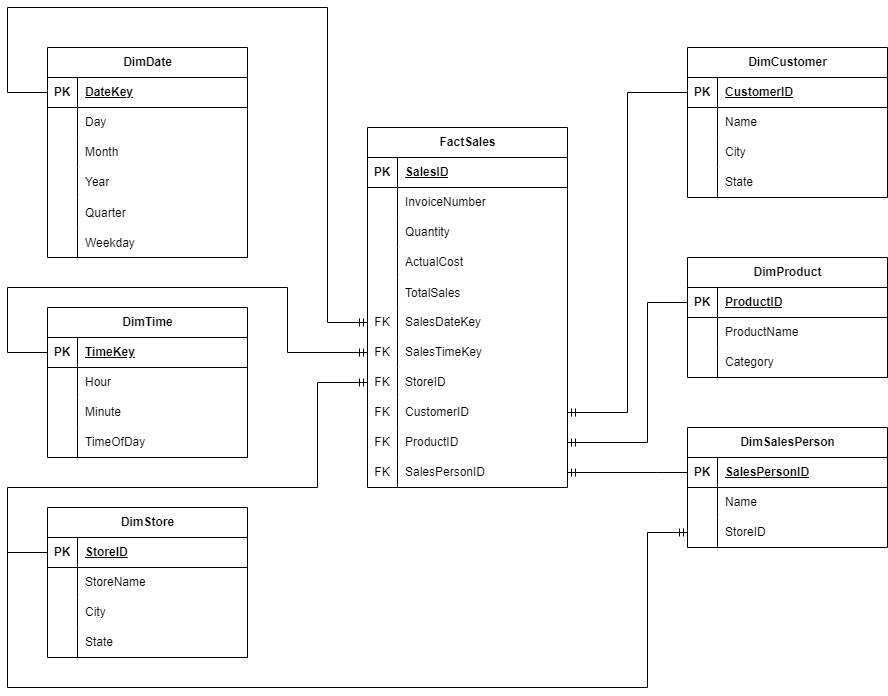 DimDate
PK DateKey
Day
Month
Year
Quarter
Weekday
DimTime
PK TimeKey
Hour
Minute
TimeOfDay
DimStore
PK StoreID
StoreName
City
State
FactSales
PK SalesID
InvoiceNumber
Quantity
ActualCost
TotalSales
FK SalesDateKey
FK SalesTimeKey
FK StoreID
FK CustomerID
FK ProductID
FK SalesPersonID
DimCustomer
PK CustomerID
Name
City
State
DimProduct
PK ProductID
ProductName
Category
DimSalesPerson
PK SalesPersonID
Name
StoreID